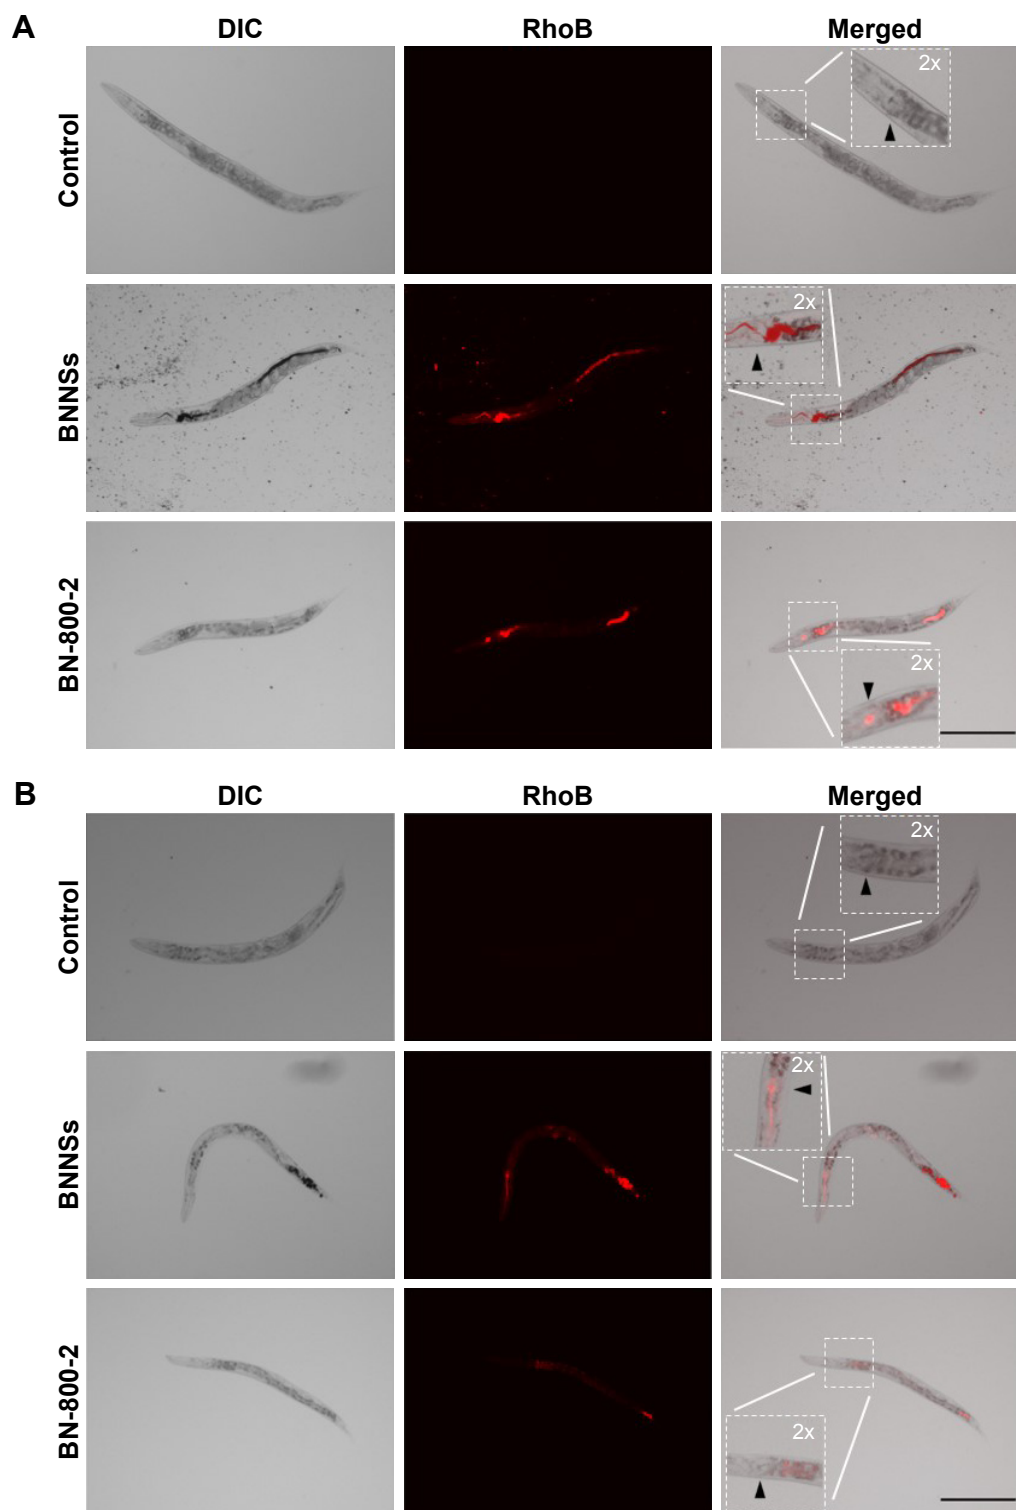 A
DIC RhoB Merged
Control
2x
BNNSs
2x
BN-800-2
2x
B
DIC RhoB Merged
Control
2x
BNNSs
2x
BN-800-2
2x